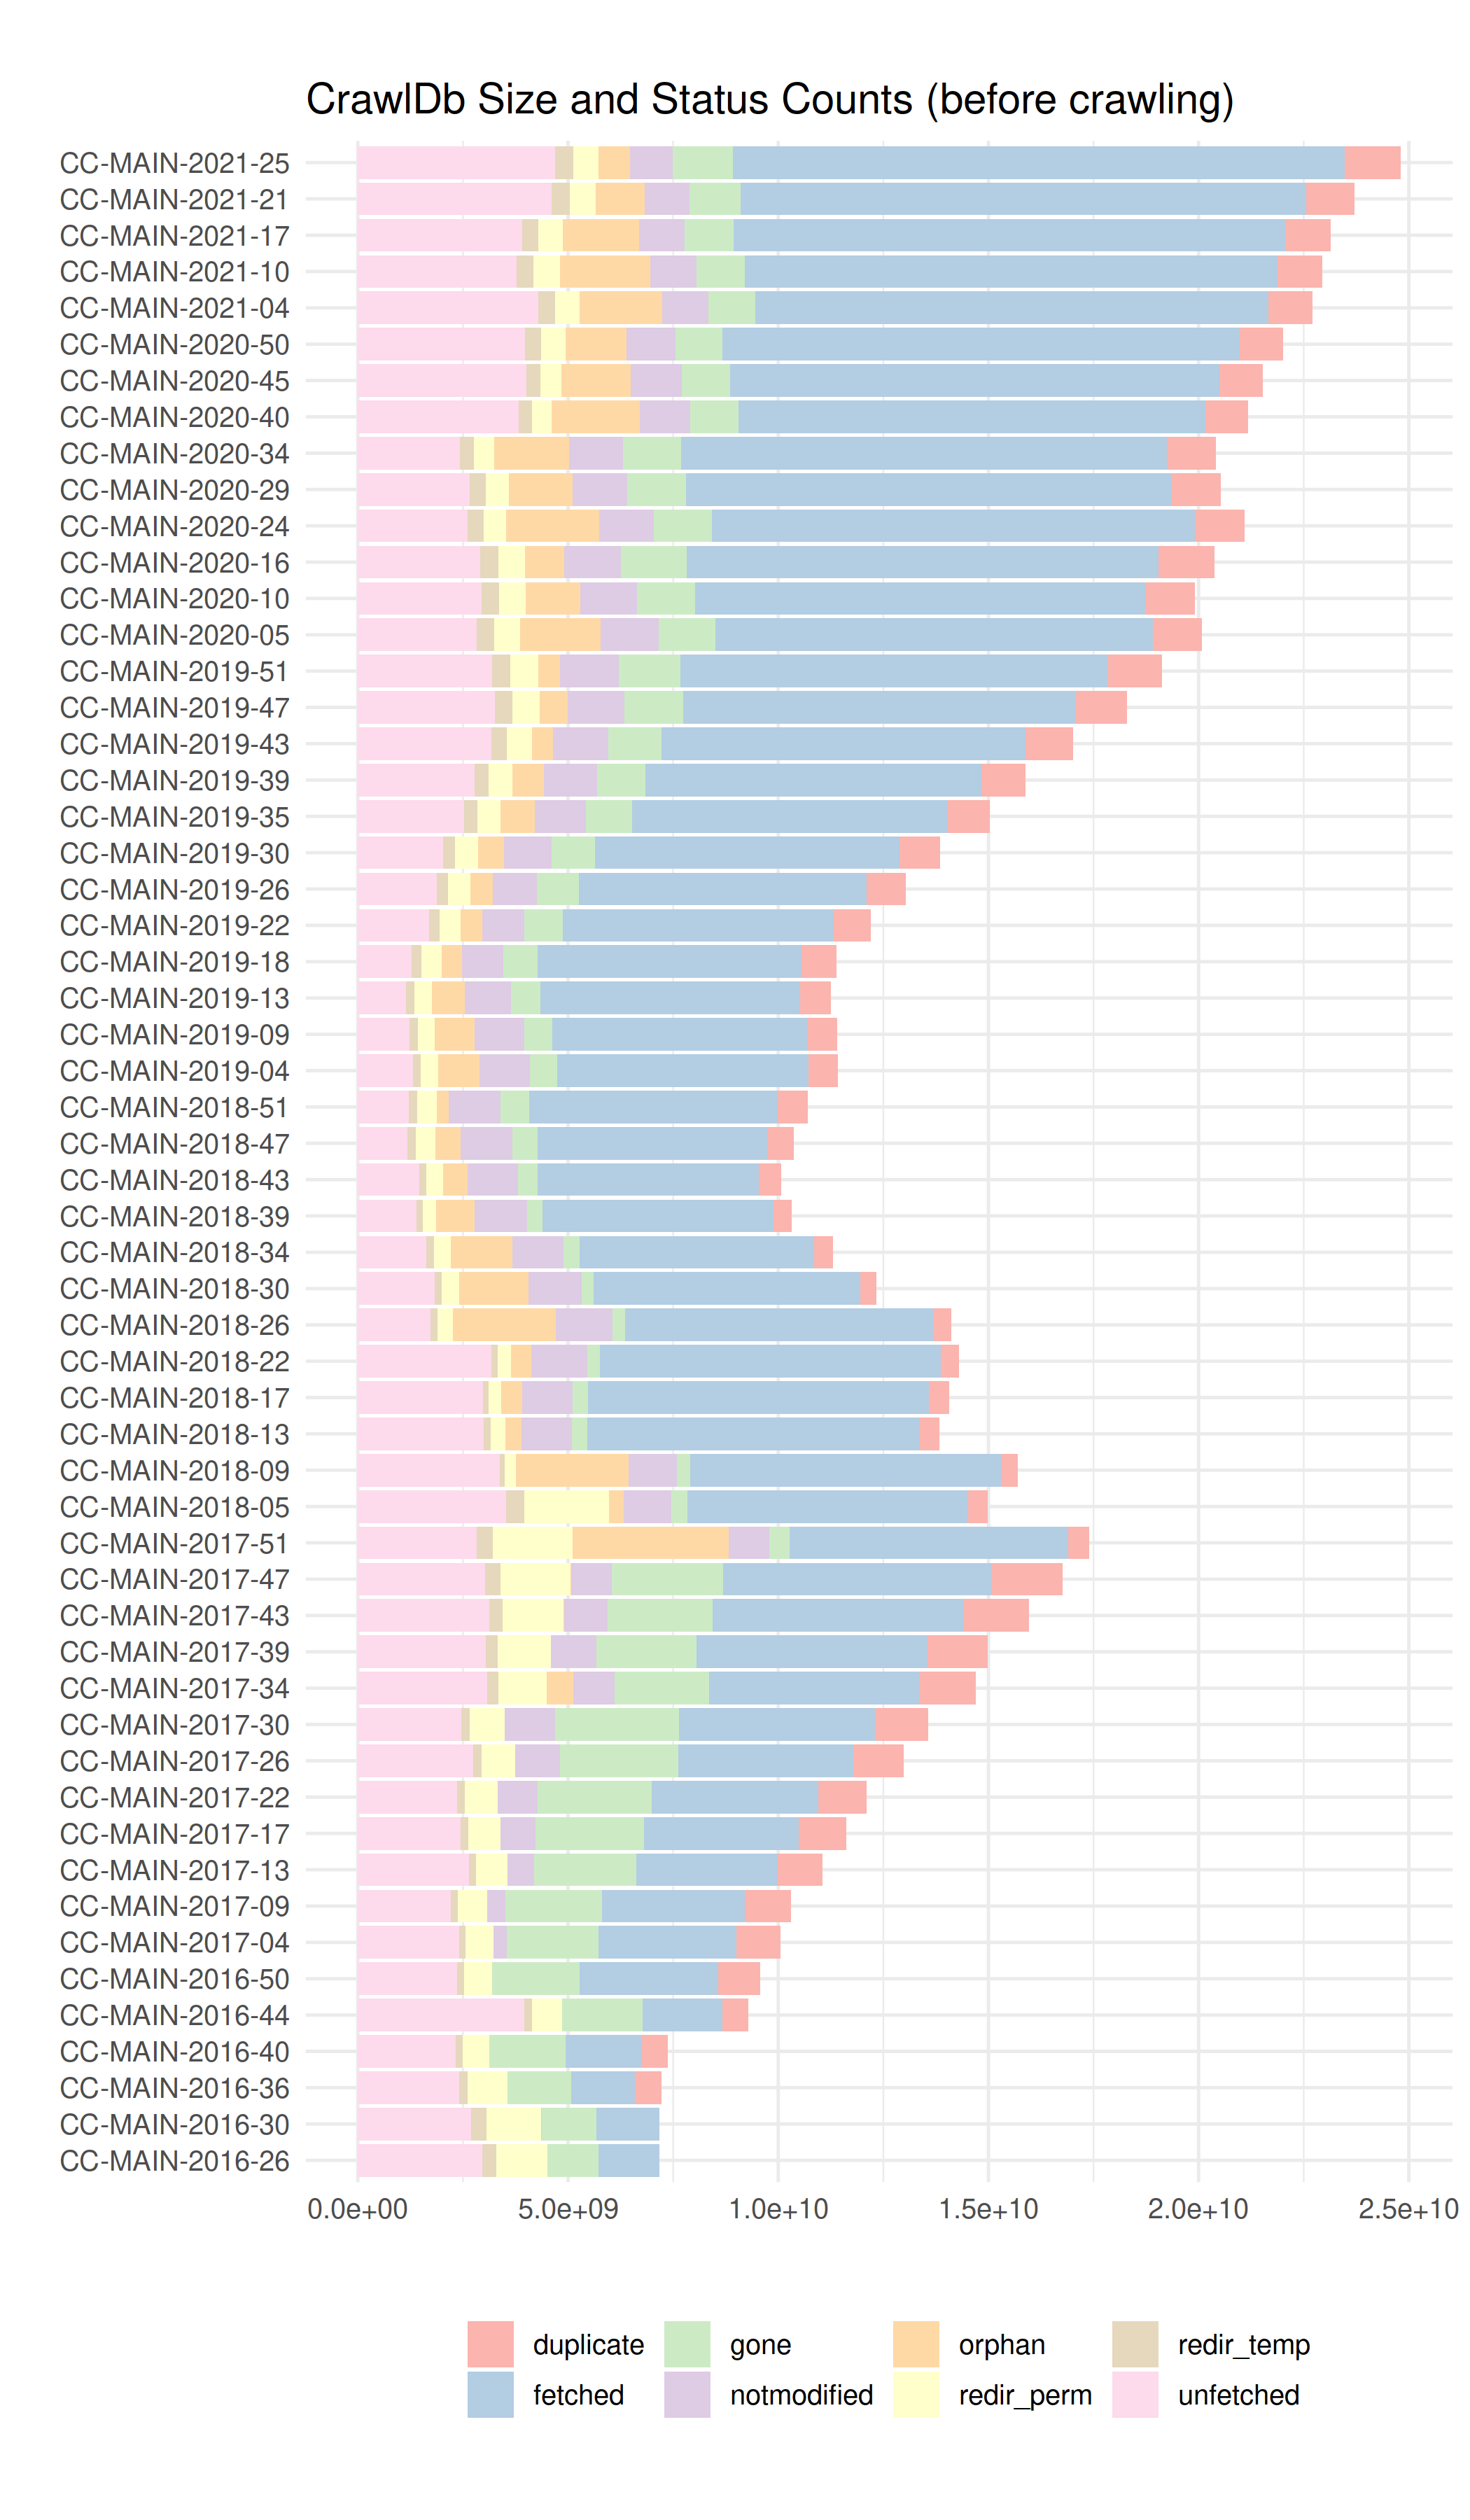 CrawlDb Size and Status Counts (before crawling)
CC-MAIN-2021-25
CC-MAIN-2021-21
CC-MAIN-2021-17
CC-MAIN-2021-10
CC-MAIN-2021-04
CC-MAIN-2020-50
CC-MAIN-2020-45
CC-MAIN-2020-40
CC-MAIN-2020-34
CC-MAIN-2020-29
CC-MAIN-2020-24
CC-MAIN-2020-16
CC-MAIN-2020-10
CC-MAIN-2020-05
CC-MAIN-2019-51
CC-MAIN-2019-47
CC-MAIN-2019-43
CC-MAIN-2019-39
CC-MAIN-2019-35
CC-MAIN-2019-30
CC-MAIN-2019-26
CC-MAIN-2019-22
CC-MAIN-2019-18
CC-MAIN-2019-13
CC-MAIN-2019-09
CC-MAIN-2019-04
CC-MAIN-2018-51
CC-MAIN-2018-47
CC-MAIN-2018-43
CC-MAIN-2018-39
CC-MAIN-2018-34
CC-MAIN-2018-30
CC-MAIN-2018-26
CC-MAIN-2018-22
CC-MAIN-2018-17
CC-MAIN-2018-13
CC-MAIN-2018-09
CC-MAIN-2018-05
CC-MAIN-2017-51
CC-MAIN-2017-47
CC-MAIN-2017-43
CC-MAIN-2017-39
CC-MAIN-2017-34
CC-MAIN-2017-30
CC-MAIN-2017-26
CC-MAIN-2017-22
CC-MAIN-2017-17
CC-MAIN-2017-13
CC-MAIN-2017-09
CC-MAIN-2017-04
CC-MAIN-2016-50
CC-MAIN-2016-44
CC-MAIN-2016-40
CC-MAIN-2016-36
CC-MAIN-2016-30
CC-MAIN-2016-26
0.0e+00 5.0e+09 1.0e+10 1.5e+10 2.0e+10 2.5e+10
duplicate gone orphan redir_temp
fetched notmodified redir_perm unfetched